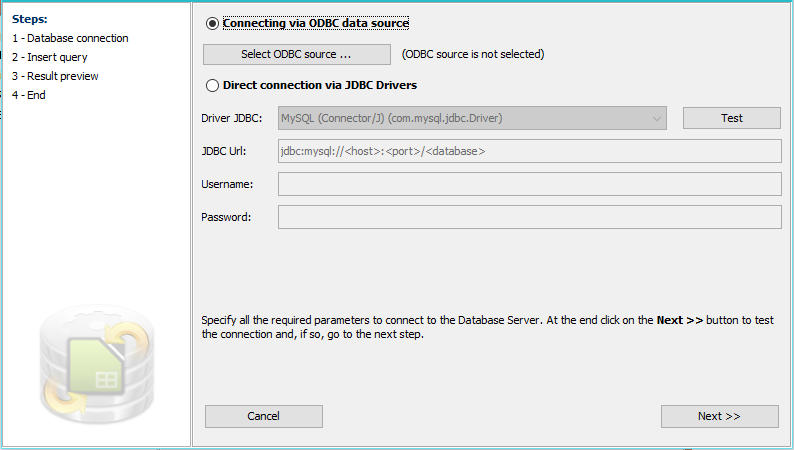 Steps:
1 - Database connection
2 - Insert query
3 - Result preview
4 - End
Connecting via ODBC data source
Select ODBC source ... (ODBC source is not selected)
Direct connection via JDBC Drivers
Driver JDBC: MySQL (Connector/J) (com.mysql.jdbc.Driver) Test
JDBC Url: jdbc:mysql://<host>:<port>/<database>
Username:
Password:
Specify all the required parameters to connect to the Database Server. At the end click on the Next >> button to test
the connection and, if so, go to the next step.
Cancel Next >>